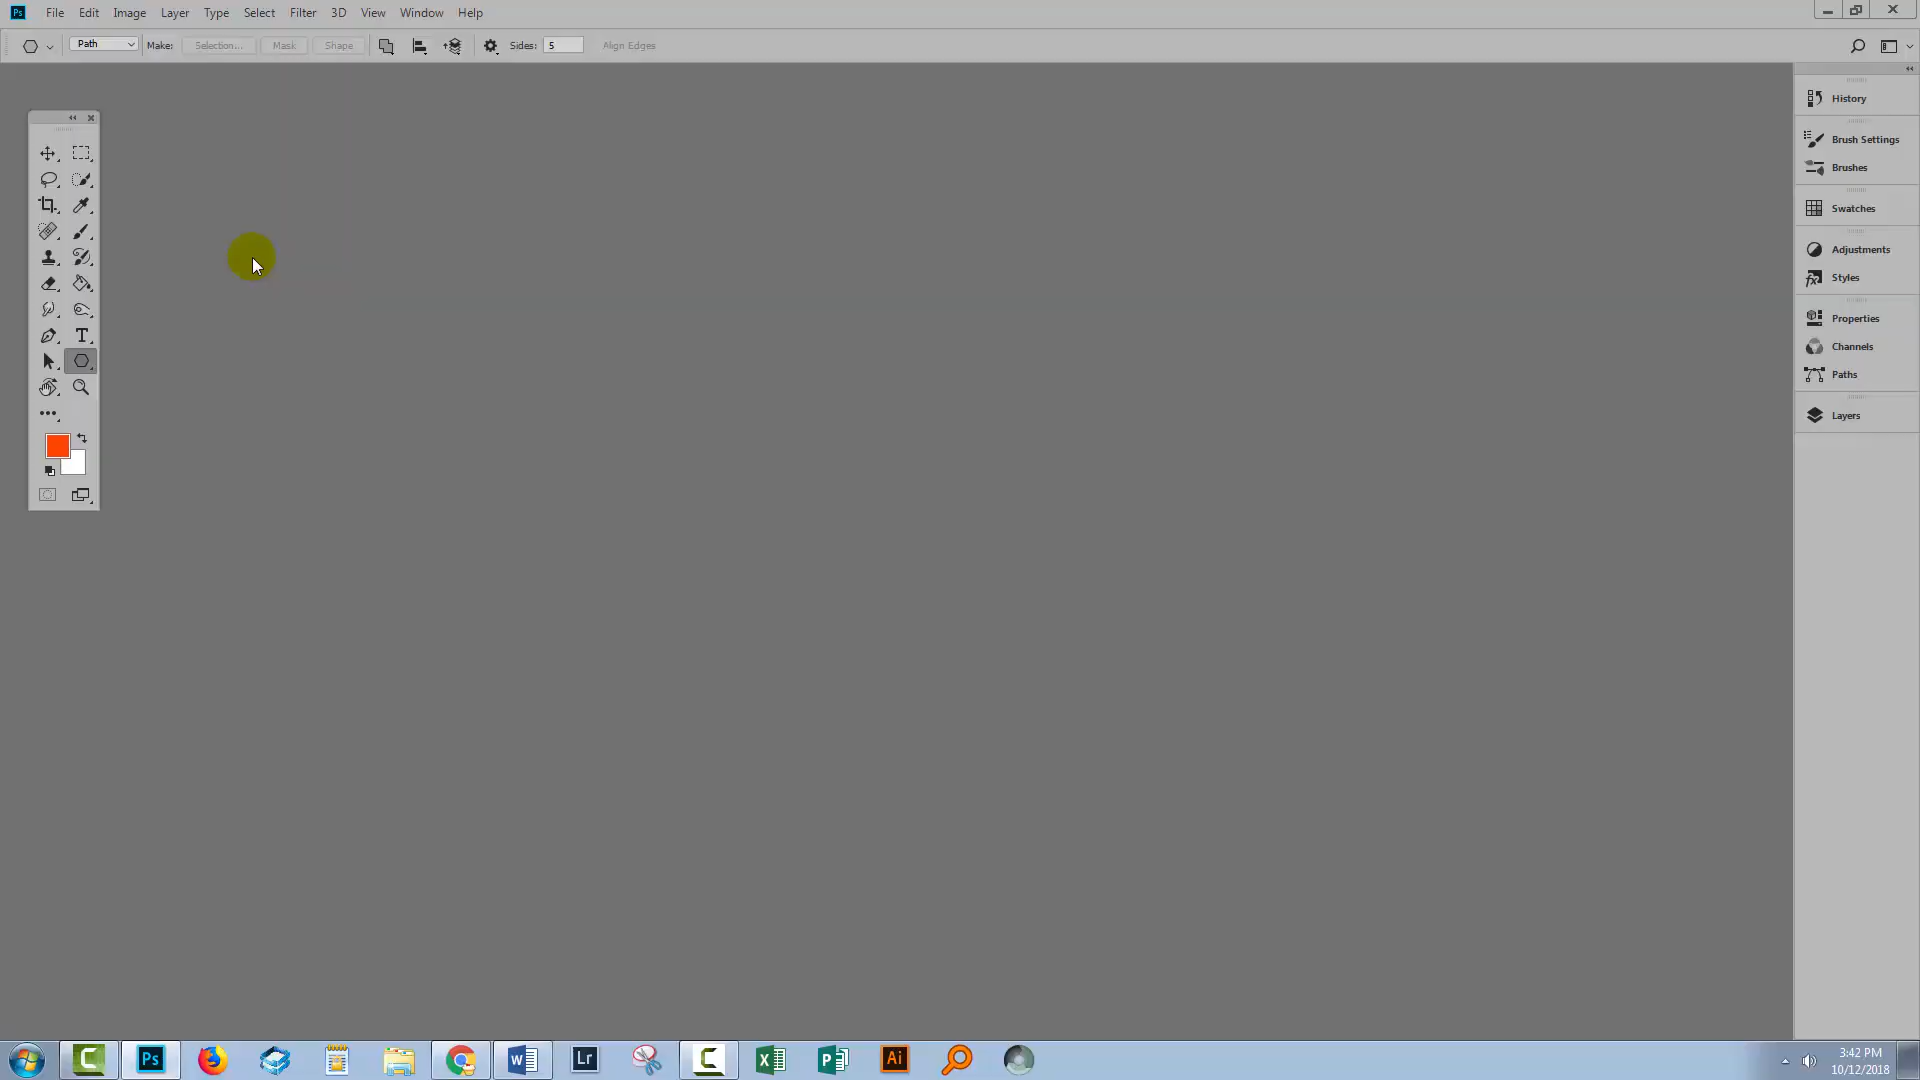 Ps File Edit Image Layer Type Select Filter 3D View Window Help
Path Make: Selection... Mask Shape Sides: 5 Align Edges
History
Brush Settings
Brushes
Swatches
Adjustments
Styles
Properties
Channels
Paths
Layers
T
Ps W Lr X P Ai
3:42 PM
10/12/2018